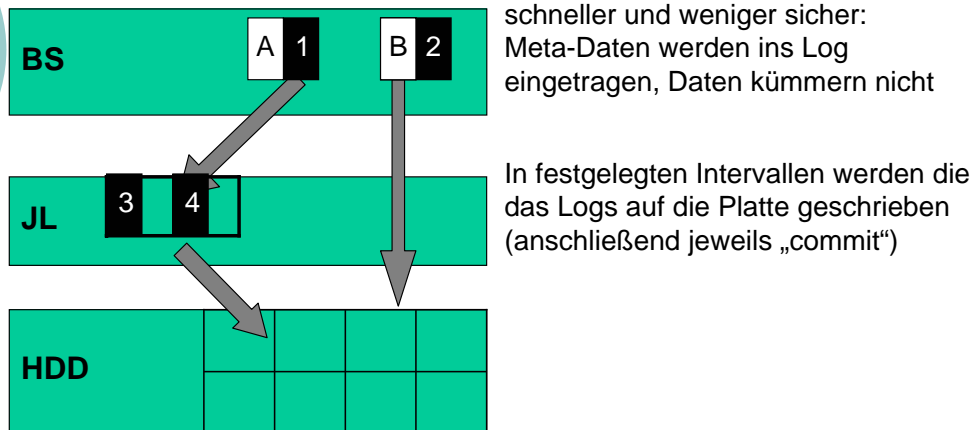 BS
A 1
B 2
schneller und weniger sicher:
Meta-Daten werden ins Log
eingetragen, Daten kümmern nicht
JL
3 4
In festgelegten Intervallen werden die
das Logs auf die Platte geschrieben
(anschließend jeweils „commit“)
HDD